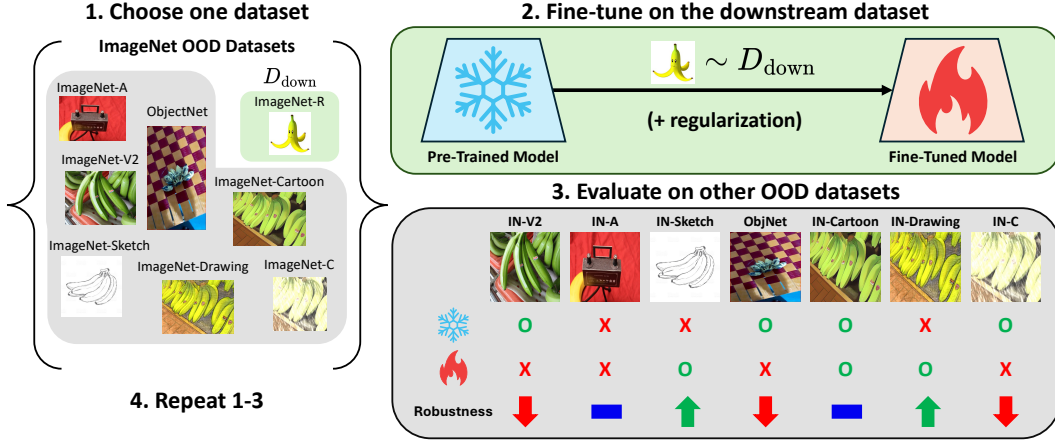 1. Choose one dataset
ImageNet OOD Datasets
ImageNet-A
ObjectNet
D_down
ImageNet-R
ImageNet-V2
ImageNet-Cartoon
ImageNet-Sketch
ImageNet-Drawing
ImageNet-C
4. Repeat 1-3
2. Fine-tune on the downstream dataset
∼ D_down
(+ regularization)
Pre-Trained Model
Fine-Tuned Model
3. Evaluate on other OOD datasets
IN-V2 IN-A IN-Sketch ObjNet IN-Cartoon IN-Drawing IN-C
O X X O O X O
X X O X O O X
Robustness